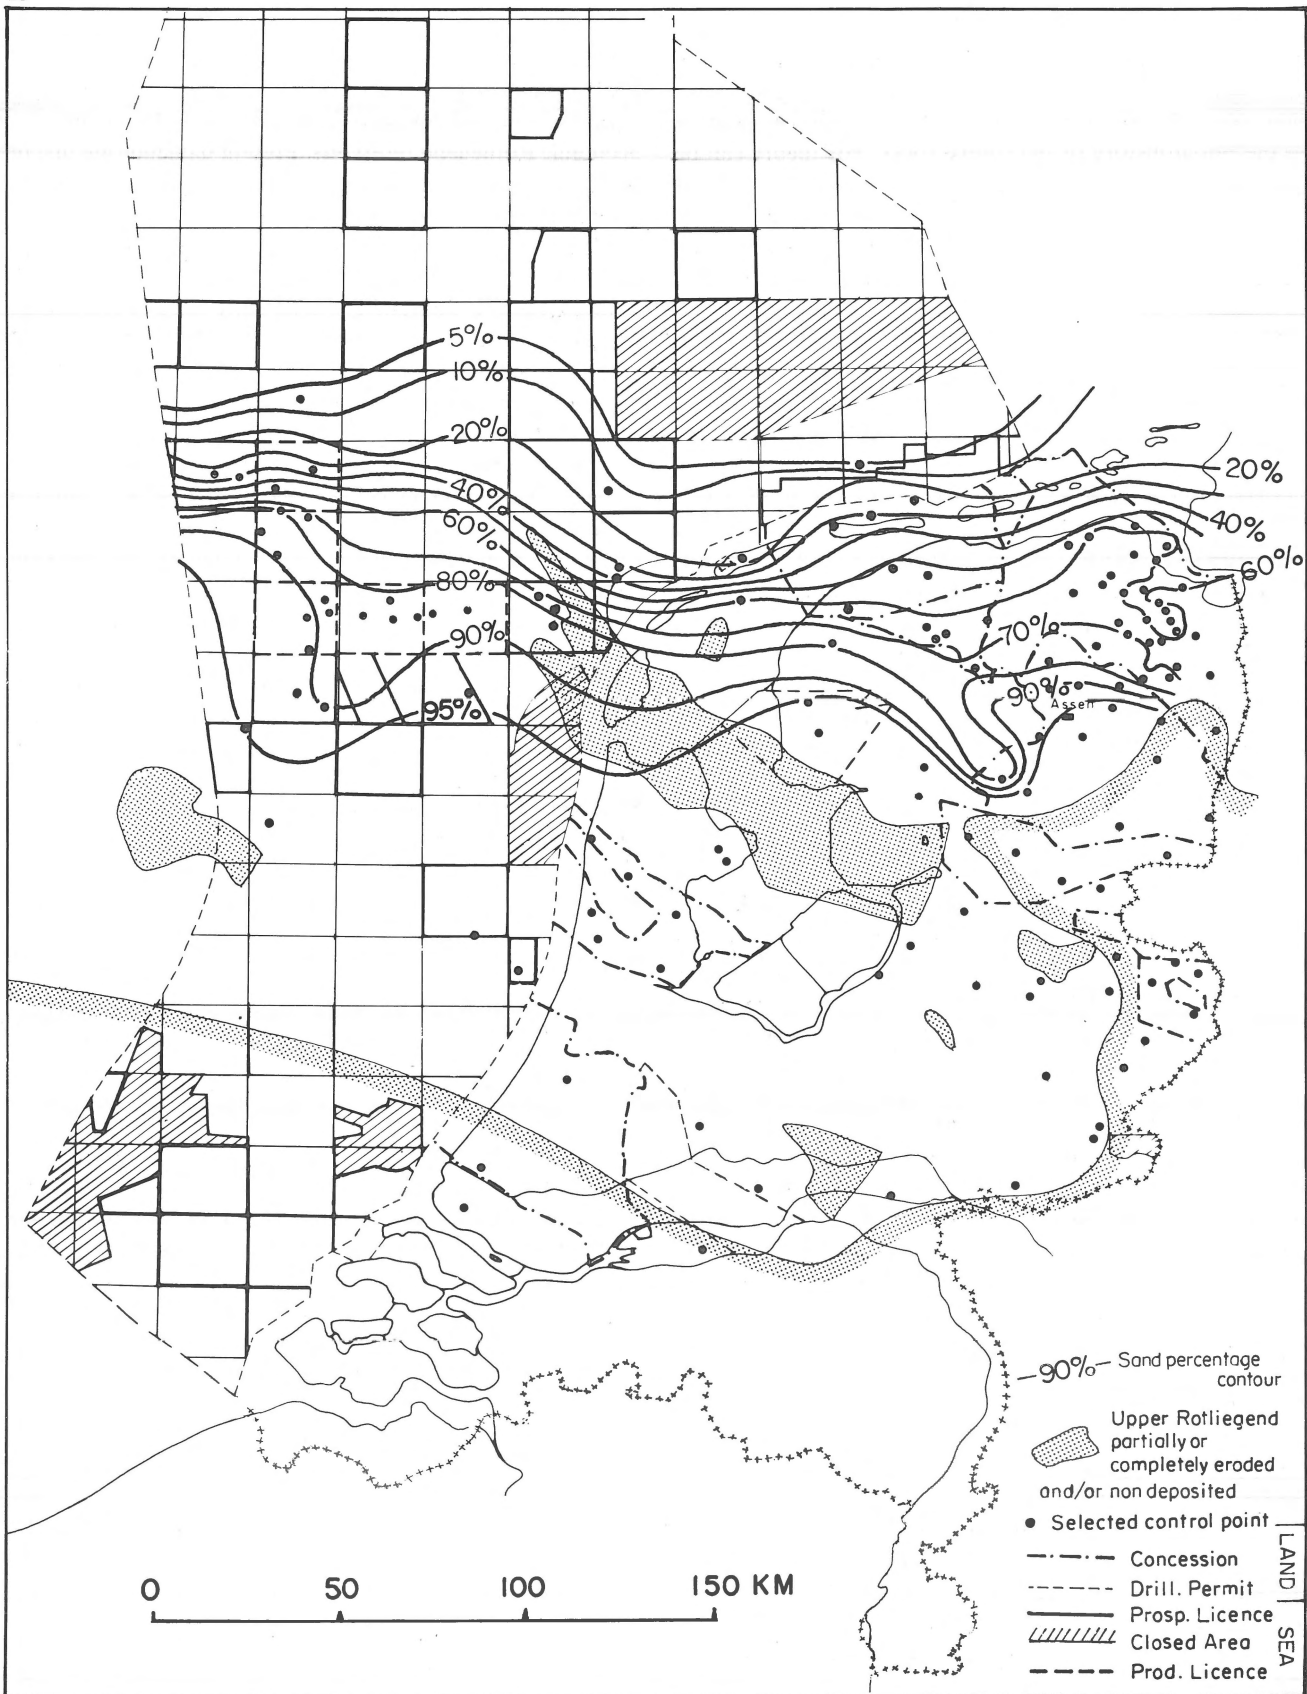 5%
10%
20%
40%
60%
80%
90%
95%
20%
40%
60%
70%
90%
Assen
90% Sand percentage
contour
Upper Rotliegend
partially or
completely eroded
and/or non deposited
Selected control point
Concession
Drill. Permit
Prosp. Licence
Closed Area
Prod. Licence
LAND
SEA
0 50 100 150 KM